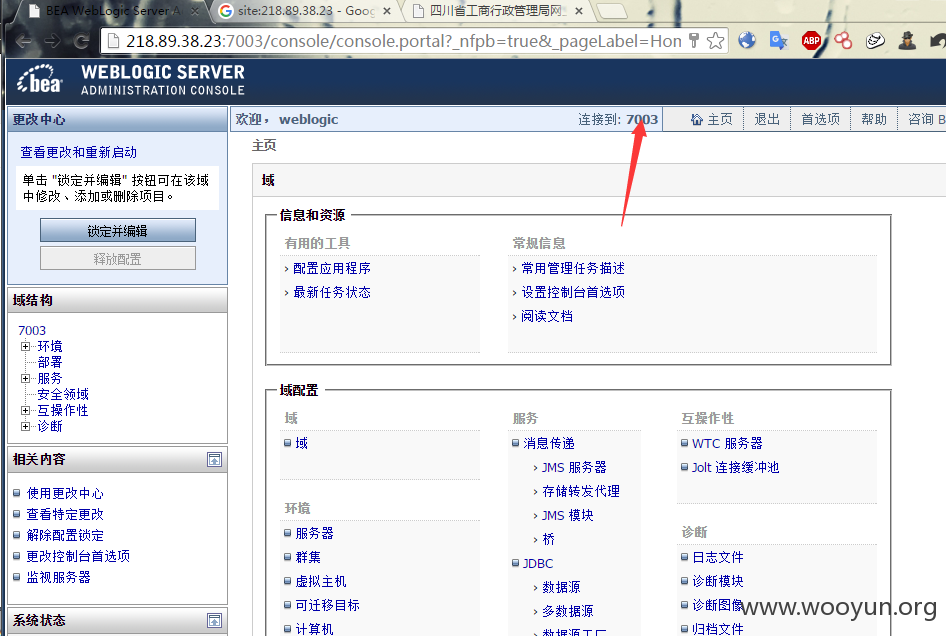 BEA WebLogic Server A
site:218.89.38.23 - Goog
四川省工商行政管理局网
218.89.38.23:7003/console/console.portal?_nfpb=true&_pageLabel=Hom
ABP
bea
WEBLOGIC SERVER
ADMINISTRATION CONSOLE
更改中心
查看更改和重新启动
单击 "锁定并编辑" 按钮可在该域
中修改、添加或删除项目。
锁定并编辑
释放配置
域结构
7003
环境
部署
服务
安全领域
互操作性
诊断
相关内容
使用更改中心
查看特定更改
解除配置锁定
更改控制台首选项
监视服务器
系统状态
欢迎， weblogic
连接到: 7003
主页
退出
首选项
帮助
咨询 B
主页
域
信息和资源
有用的工具
配置应用程序
最新任务状态
常规信息
常用管理任务描述
设置控制台首选项
阅读文档
域配置
域
域
环境
服务器
群集
虚拟主机
可迁移目标
计算机
服务
消息传递
JMS 服务器
存储转发代理
JMS 模块
桥
JDBC
数据源
多数据源
数据源工厂
互操作性
WTC 服务器
Jolt 连接缓冲池
诊断
日志文件
诊断模块
诊断图像
归档文件
www.wooyun.org